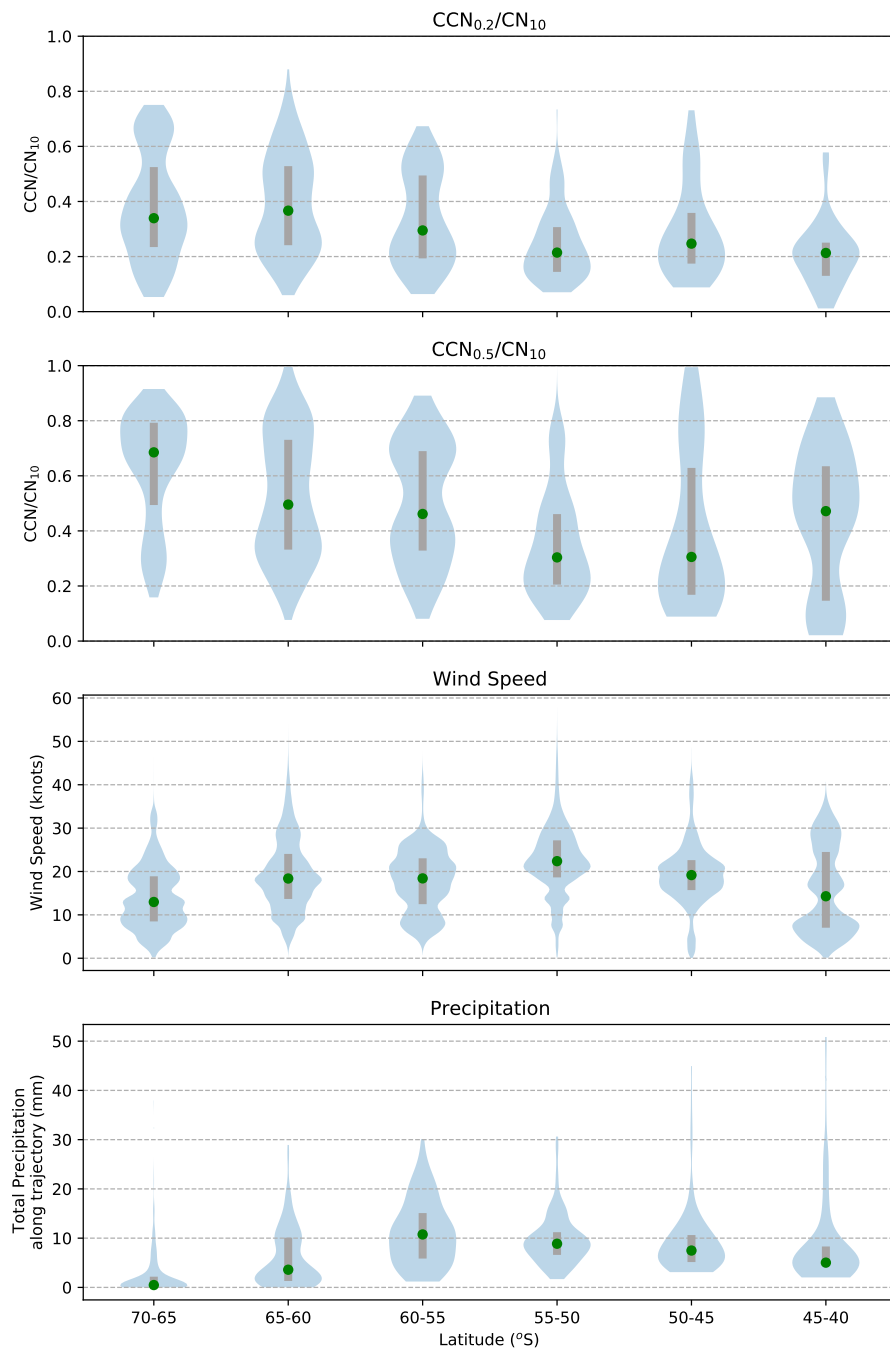 CCN₀.₂/CN₁₀
1.0
0.8
0.6
0.4
0.2
0.0
CCN/CN₁₀
CCN₀.₅/CN₁₀
1.0
0.8
0.6
0.4
0.2
0.0
CCN/CN₁₀
Wind Speed
60
50
40
30
20
10
0
Wind Speed (knots)
Precipitation
50
40
30
20
10
0
Total Precipitation
along trajectory (mm)
70-65 65-60 60-55 55-50 50-45 45-40
Latitude (ᵒS)